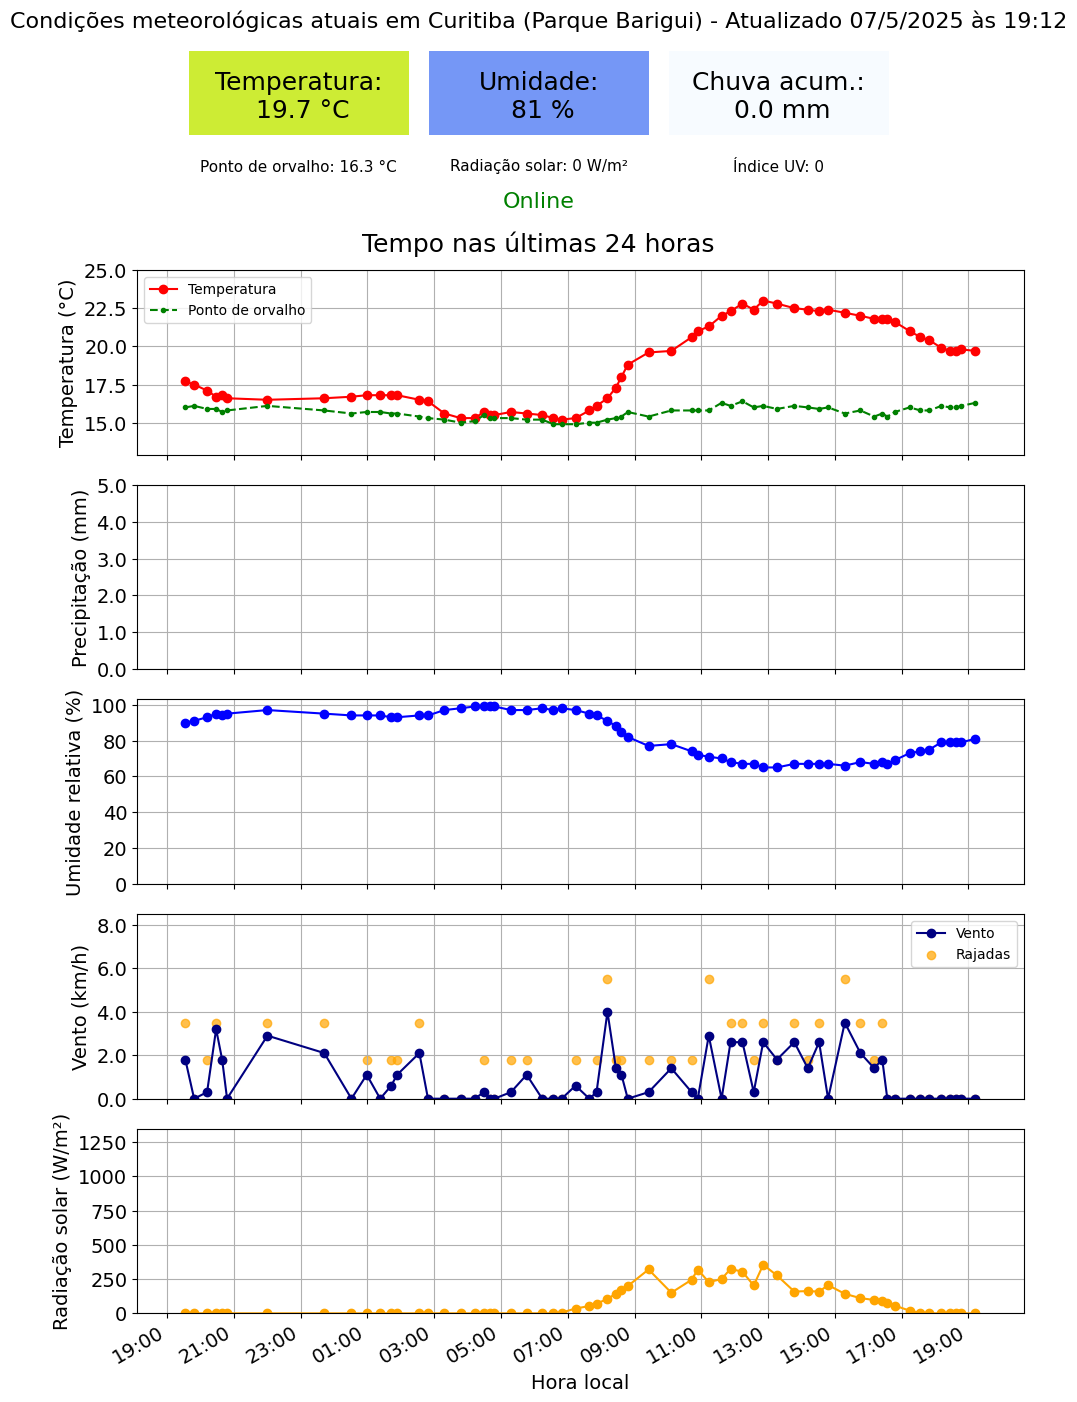 Condições meteorológicas atuais em Curitiba (Parque Barigui) - Atualizado 07/5/2025 às 19:12
Temperatura:
19.7 °C
Umidade:
81 %
Chuva acum.:
0.0 mm
Ponto de orvalho: 16.3 °C
Radiação solar: 0 W/m²
Índice UV: 0
Online
Tempo nas últimas 24 horas
Temperatura (°C)
25.0
22.5
20.0
17.5
15.0
Temperatura
Ponto de orvalho
Precipitação (mm)
5.0
4.0
3.0
2.0
1.0
0.0
Umidade relativa (%)
100
80
60
40
20
0
Vento (km/h)
8.0
6.0
4.0
2.0
0.0
Vento
Rajadas
Radiação solar (W/m²)
1250
1000
750
500
250
0
19:00
21:00
23:00
01:00
03:00
05:00
07:00
09:00
11:00
13:00
15:00
17:00
19:00
Hora local